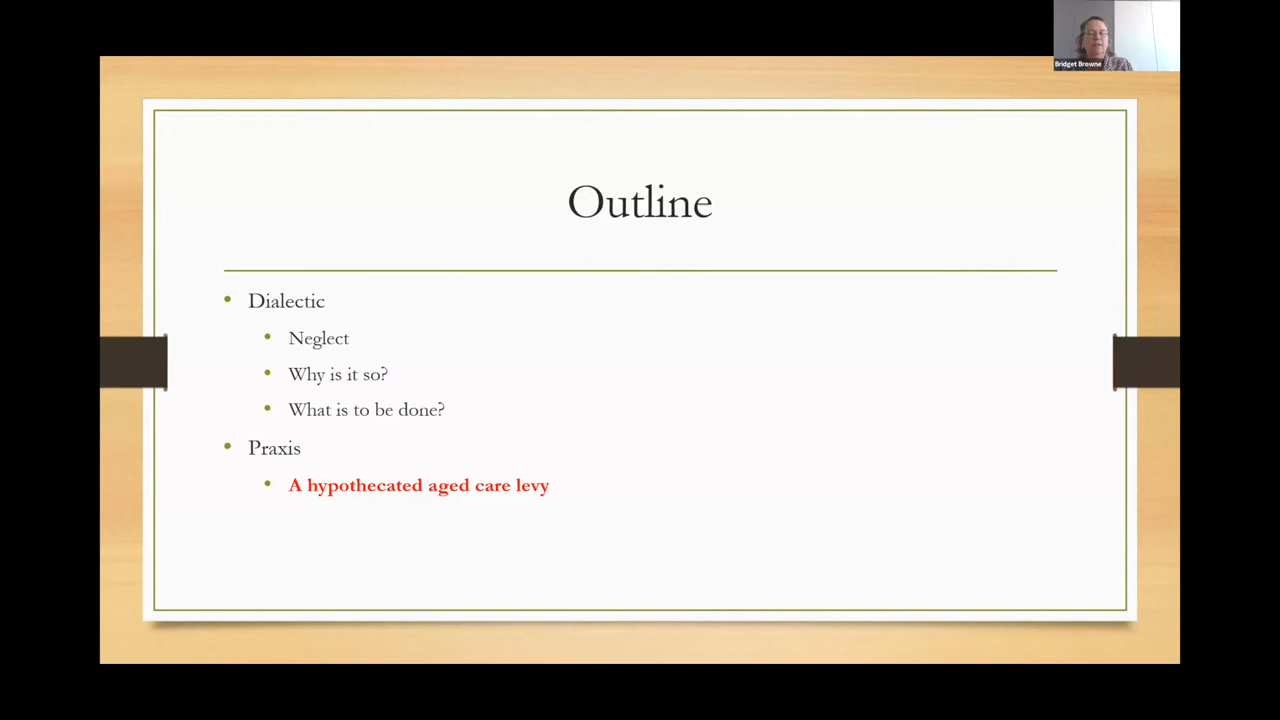 Bridget Browne
Outline
Dialectic
Neglect
Why is it so?
What is to be done?
Praxis
A hypothecated aged care levy